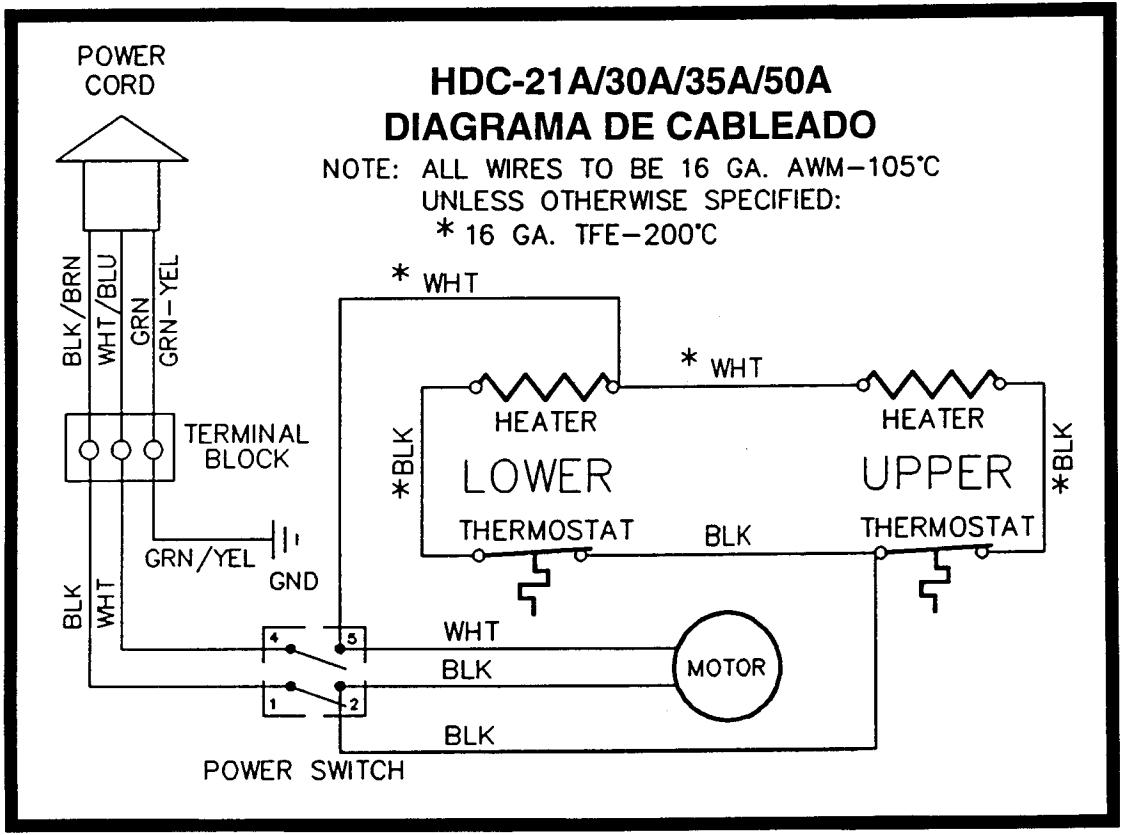 POWER
CORD
HDC-21A/30A/35A/50A
DIAGRAMA DE CABLEADO
NOTE: ALL WIRES TO BE 16 GA. AWM-105°C
UNLESS OTHERWISE SPECIFIED:
* 16 GA. TFE-200°C
BLK/BRN
WHT/BLU
GRN
GRN-YEL
* WHT
* WHT
HEATER
HEATER
TERMINAL
BLOCK
*BLK
LOWER
UPPER
*BLK
THERMOSTAT
BLK
THERMOSTAT
GRN/YEL
GND
BLK
WHT
4
5
WHT
BLK
MOTOR
1
2
BLK
POWER SWITCH